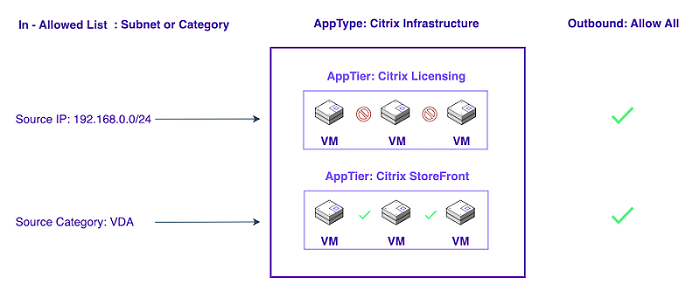 In - Allowed List : Subnet or Category
AppType: Citrix Infrastructure
Outbound: Allow All
AppTier: Citrix Licensing
Source IP: 192.168.0.0/24
VM VM VM
AppTier: Citrix StoreFront
Source Category: VDA
VM VM VM